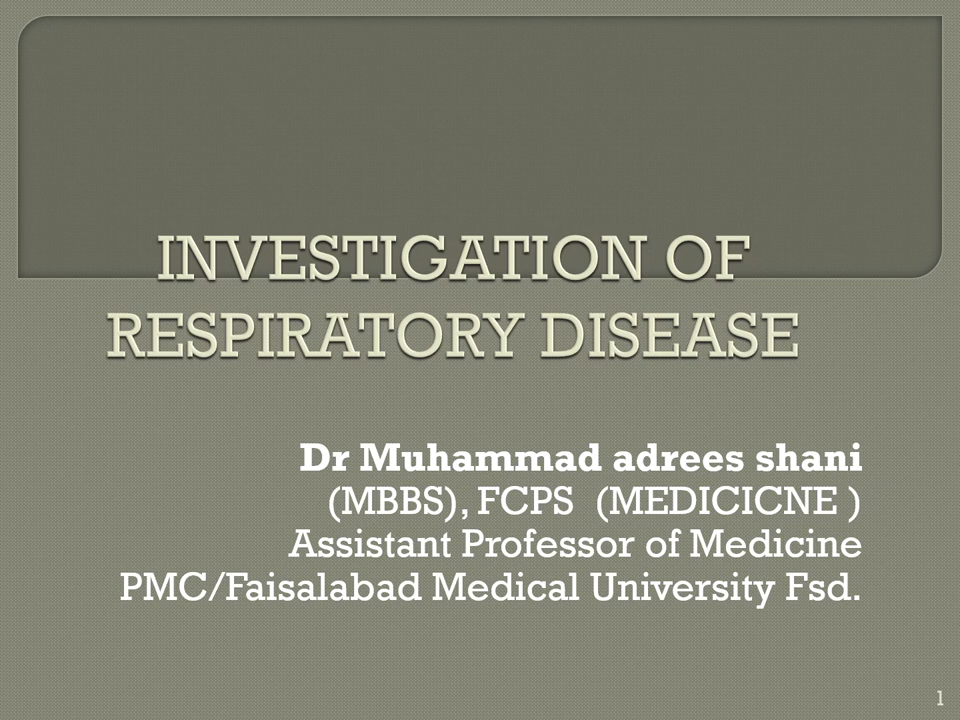 INVESTIGATION OF
RESPIRATORY DISEASE
Dr Muhammad adrees shani
(MBBS), FCPS (MEDICICNE )
Assistant Professor of Medicine
PMC/Faisalabad Medical University Fsd.
1